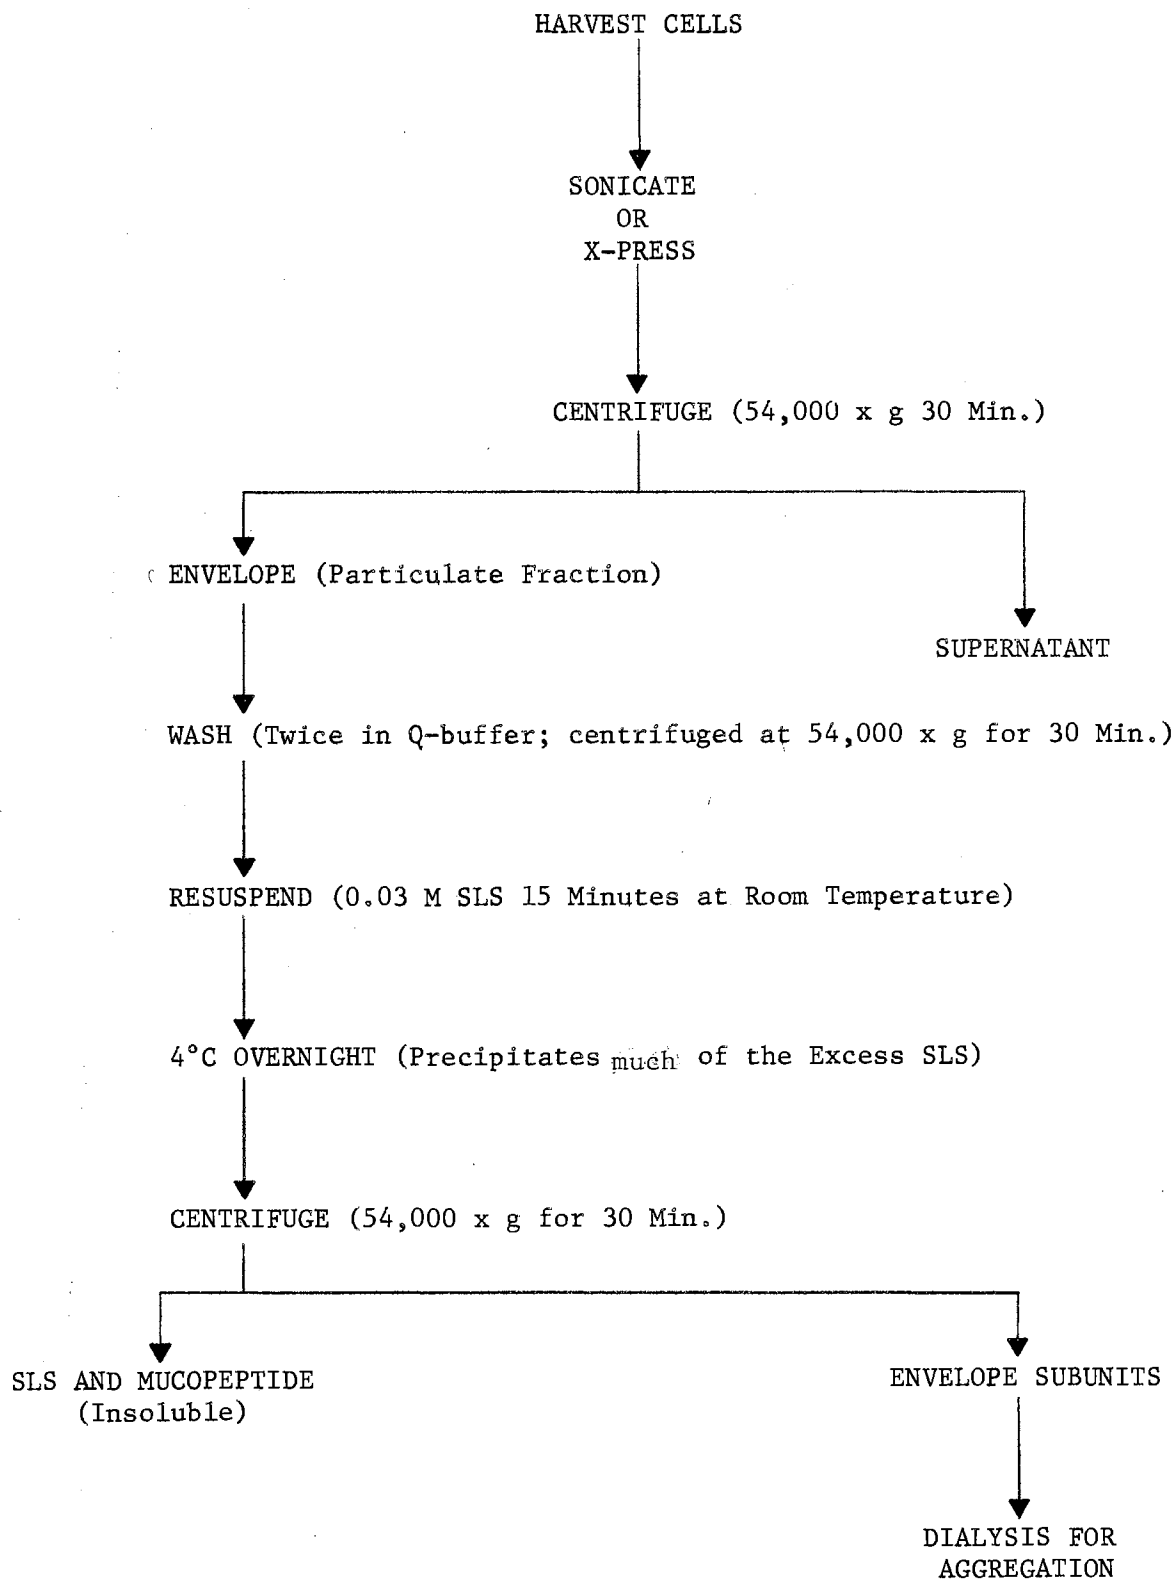 HARVEST CELLS
SONICATE
OR
X-PRESS
CENTRIFUGE (54,000 x g 30 Min.)
ENVELOPE (Particulate Fraction)
SUPERNATANT
WASH (Twice in Q-buffer; centrifuged at 54,000 x g for 30 Min.)
RESUSPEND (0.03 M SLS 15 Minutes at Room Temperature)
4°C OVERNIGHT (Precipitates much of the Excess SLS)
CENTRIFUGE (54,000 x g for 30 Min.)
SLS AND MUCOPEPTIDE
(Insoluble)
ENVELOPE SUBUNITS
DIALYSIS FOR
AGGREGATION